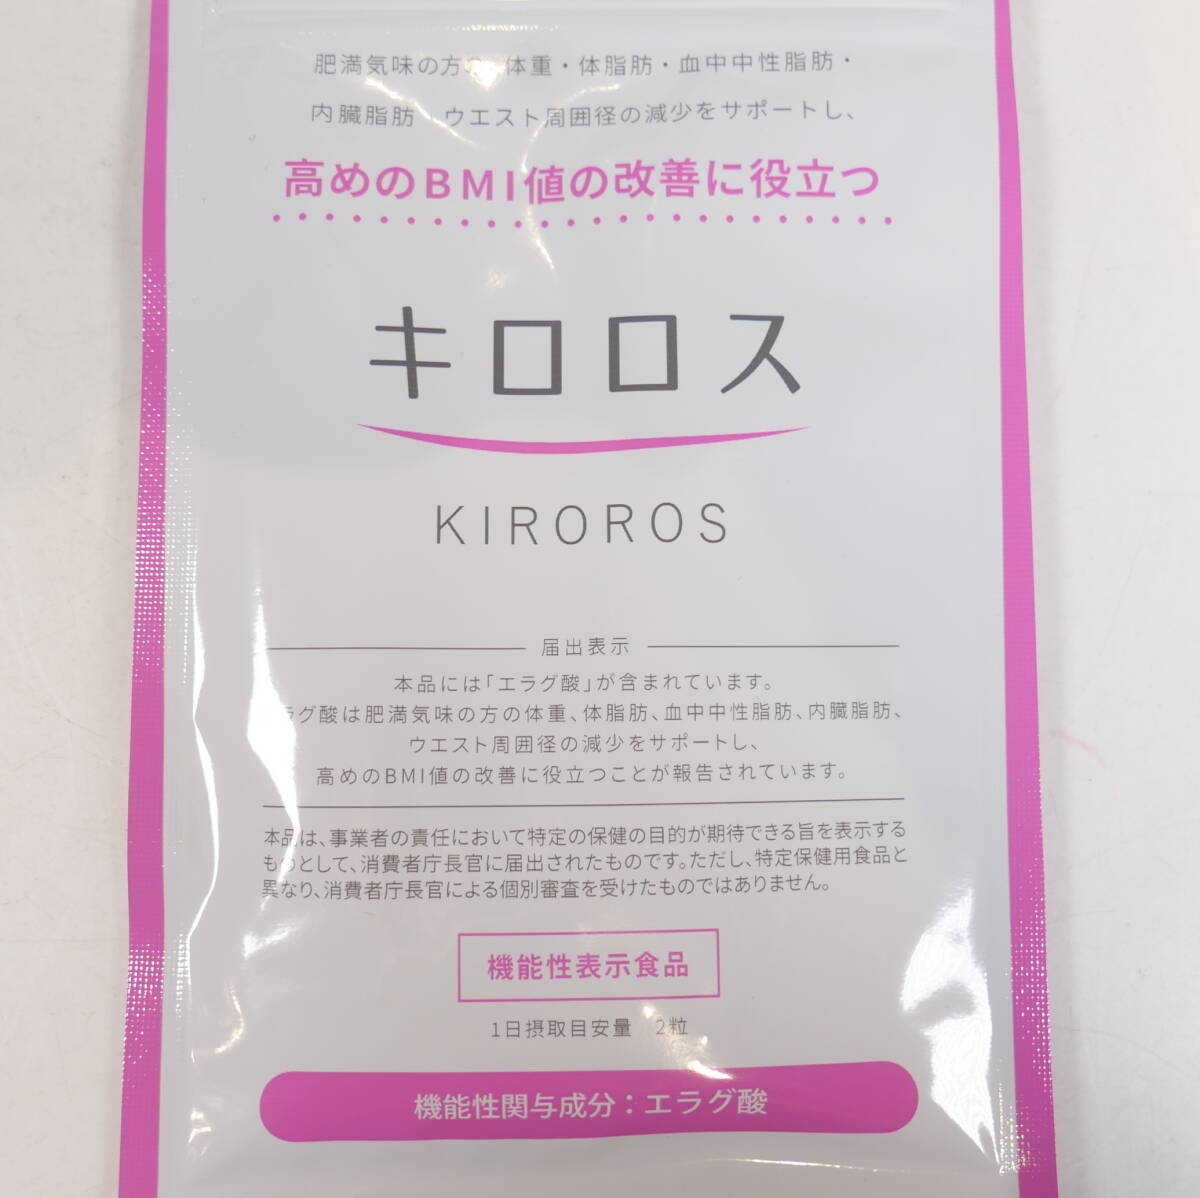 肥満気味の方の 体重・体脂肪・血中中性脂肪・
内臓脂肪・ウエスト周囲径の減少をサポートし、
高めのBMI値の改善に役立つ
キロロス
KIROROS
届出表示
本品には「エラグ酸」が含まれています。
ラグ酸は肥満気味の方の体重、体脂肪、血中中性脂肪、内臓脂肪、
ウエスト周囲径の減少をサポートし、
高めのBMI値の改善に役立つことが報告されています。
本品は、事業者の責任において特定の保健の目的が期待できる旨を表示する
ものとして、消費者庁長官に届出されたものです。ただし、特定保健用食品と
異なり、消費者庁長官による個別審査を受けたものではありません。
機能性表示食品
1日摂取目安量 2粒
機能性関与成分：エラグ酸